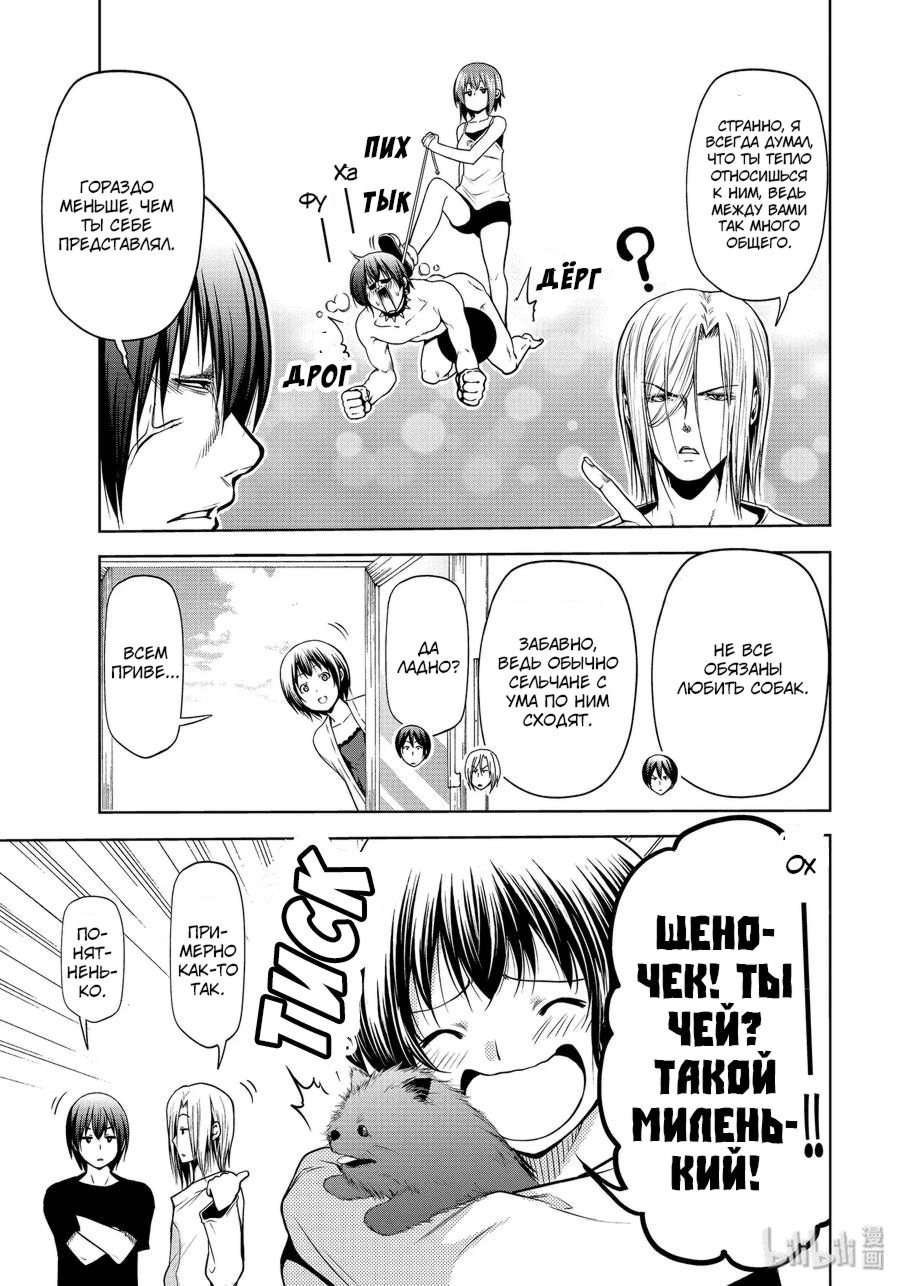 СТРАННО, Я
ВСЕГДА ДУМАЛ,
ЧТО ТЫ ТЕПЛО
ОТНОСИШЬСЯ
К НИМ, ВЕДЬ
МЕЖДУ ВАМИ
ТАК МНОГО
ОБЩЕГО.
?
ПИХ
ТЫК
Ха
Фу
ДЁРГ
ДРОГ
ГОРАЗДО
МЕНЬШЕ, ЧЕМ
ТЫ СЕБЕ
ПРЕДСТАВЛЯЛ.
НЕ ВСЕ
ОБЯЗАНЫ
ЛЮБИТЬ СОБАК.
ЗАБАВНО,
ВЕДЬ ОБЫЧНО
СЕЛЬЧАНЕ С
УМА ПО НИМ
СХОДЯТ.
ДА
ЛАДНО?
ВСЕМ
ПРИВЕ...
ОХ
!!
ЩЕНО-
ЧЕК! ТЫ
ЧЕЙ?
ТАКОЙ
МИЛЕНЬ-
КИЙ!
ТИСК
ПРИ-
МЕРНО
КАК-ТО
ТАК.
ПО-
НЯТ-
НЕНЬ-
КО.
bilibili 漫画